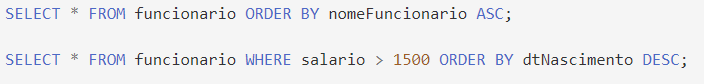 SELECT * FROM funcionario ORDER BY nomeFuncionario ASC;
SELECT * FROM funcionario WHERE salario > 1500 ORDER BY dtNascimento DESC;